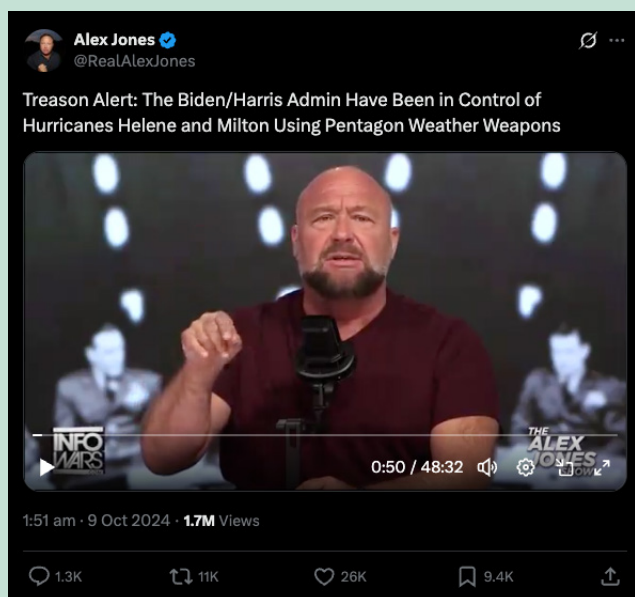 Alex Jones
@RealAlexJones
Treason Alert: The Biden/Harris Admin Have Been in Control of
Hurricanes Helene and Milton Using Pentagon Weather Weapons
INFO
WARS
THE
ALEX
JONES
SHOW
0:50 / 48:32
1:51 am · 9 Oct 2024 · 1.7M Views
1.3K
11K
26K
9.4K